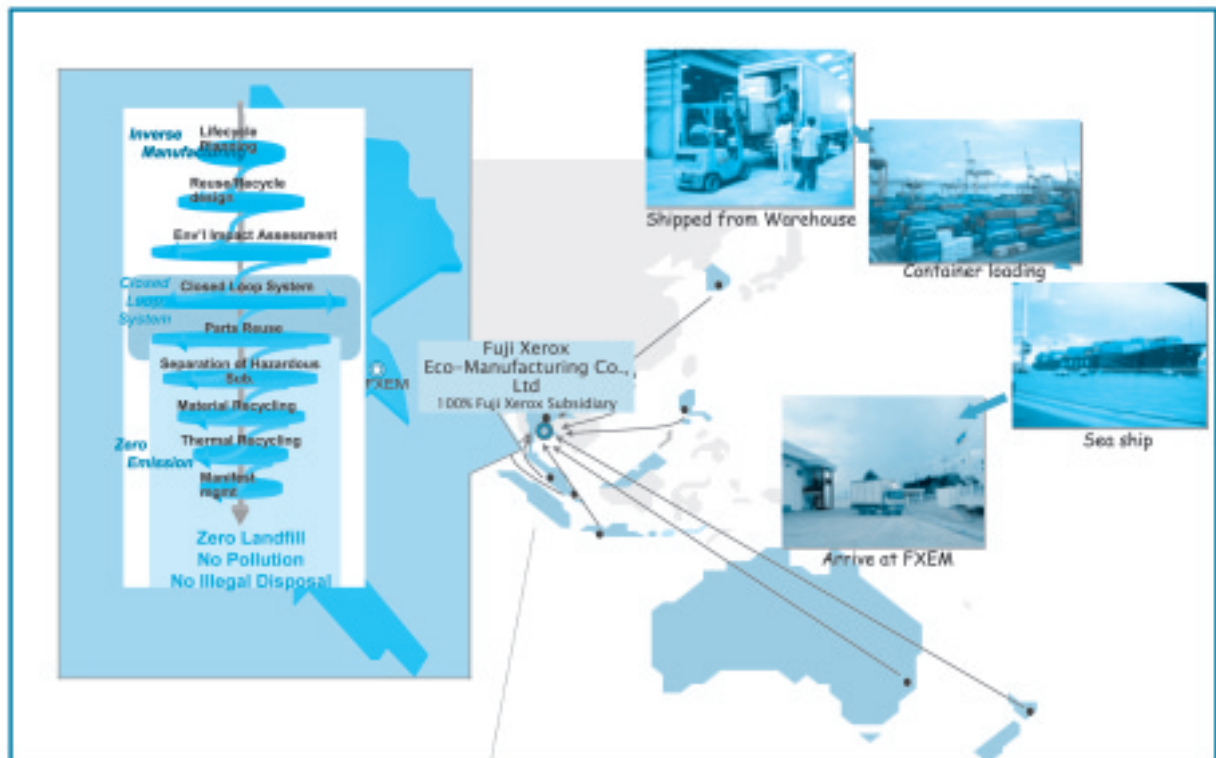 Inverse
Manufacturing
Lifecycle
Planning
Reuse/Recycle
design
Env'l Impact Assessment
Closed
Loop
System
Closed Loop System
Parts Reuse
Separation of Hazardous
Sub.
Material Recycling
Zero
Emission
Thermal Recycling
Manifest
mgmt
Zero Landfill
No Pollution
No Illegal Disposal
FXEM
Fuji Xerox
Eco-Manufacturing Co.,
Ltd
100% Fuji Xerox Subsidiary
Shipped from Warehouse
Container loading
Sea ship
Arrive at FXEM